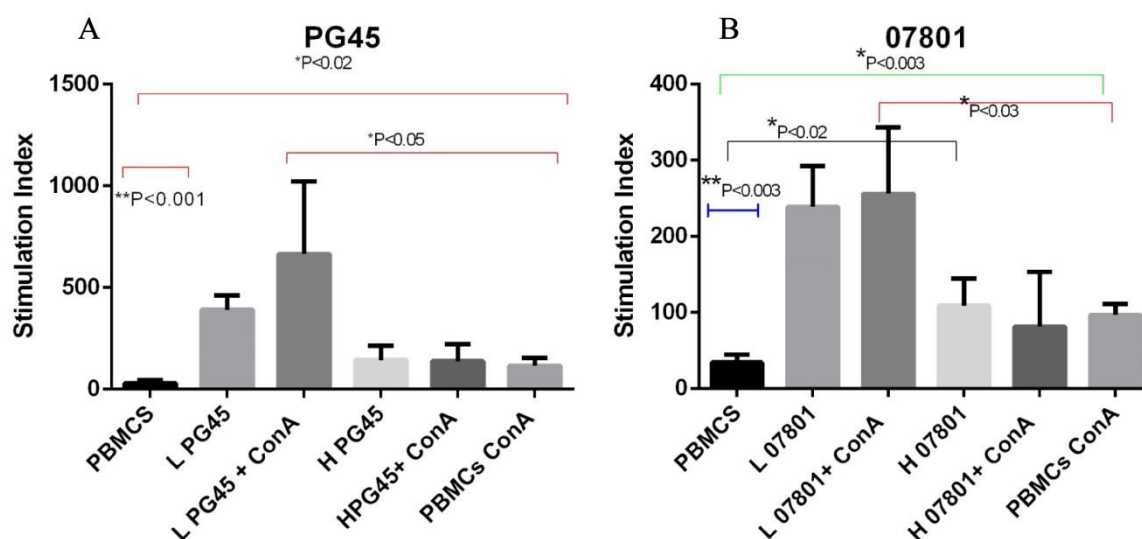 A
PG45
*P<0.02
1500
1000
500
0
Stimulation Index
*P<0.05
**P<0.001
PBMCS
L PG45
L PG45 + ConA
H PG45
HPG45+ ConA
PBMCs ConA
B
07801
*P<0.003
400
300
200
100
0
Stimulation Index
*P<0.03
*P<0.02
**P<0.003
PBMCS
L 07801
L 07801+ ConA
H 07801
H 07801+ ConA
PBMCs ConA